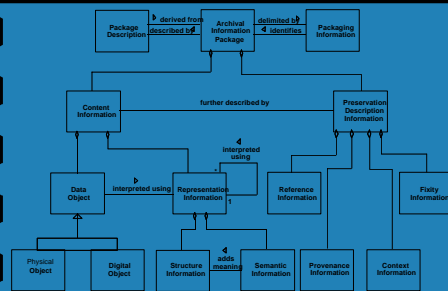 Package
Description
derived from
described by
Archival
Information
Package
delimited by
identifies
Packaging
Information
Content
Information
further described by
Preservation
Description
Information
interpreted
using
Data
Object
interpreted using
Representation
Information
*
1
Reference
Information
Fixity
Information
Physical
Object
Digital
Object
Structure
Information
adds
meaning
Semantic
Information
Provenance
Information
Context
Information